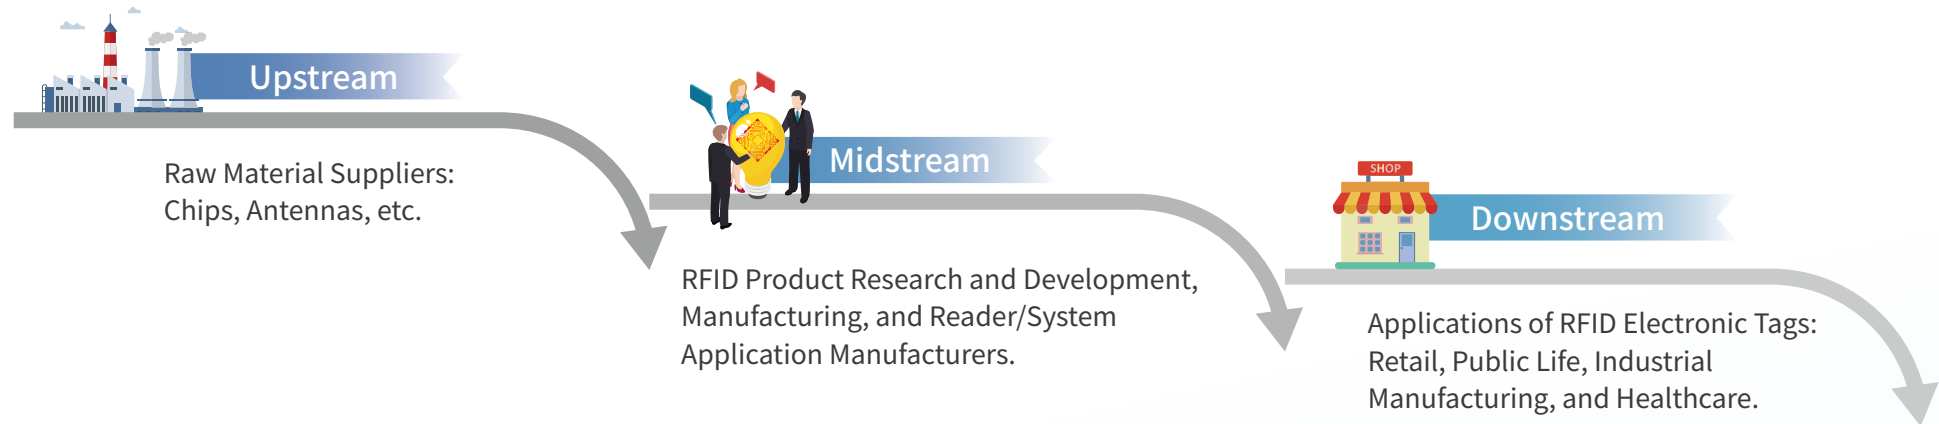 Upstream
Raw Material Suppliers:
Chips, Antennas, etc.
Midstream
RFID Product Research and Development,
Manufacturing, and Reader/System
Application Manufacturers.
SHOP
Downstream
Applications of RFID Electronic Tags:
Retail, Public Life, Industrial
Manufacturing, and Healthcare.